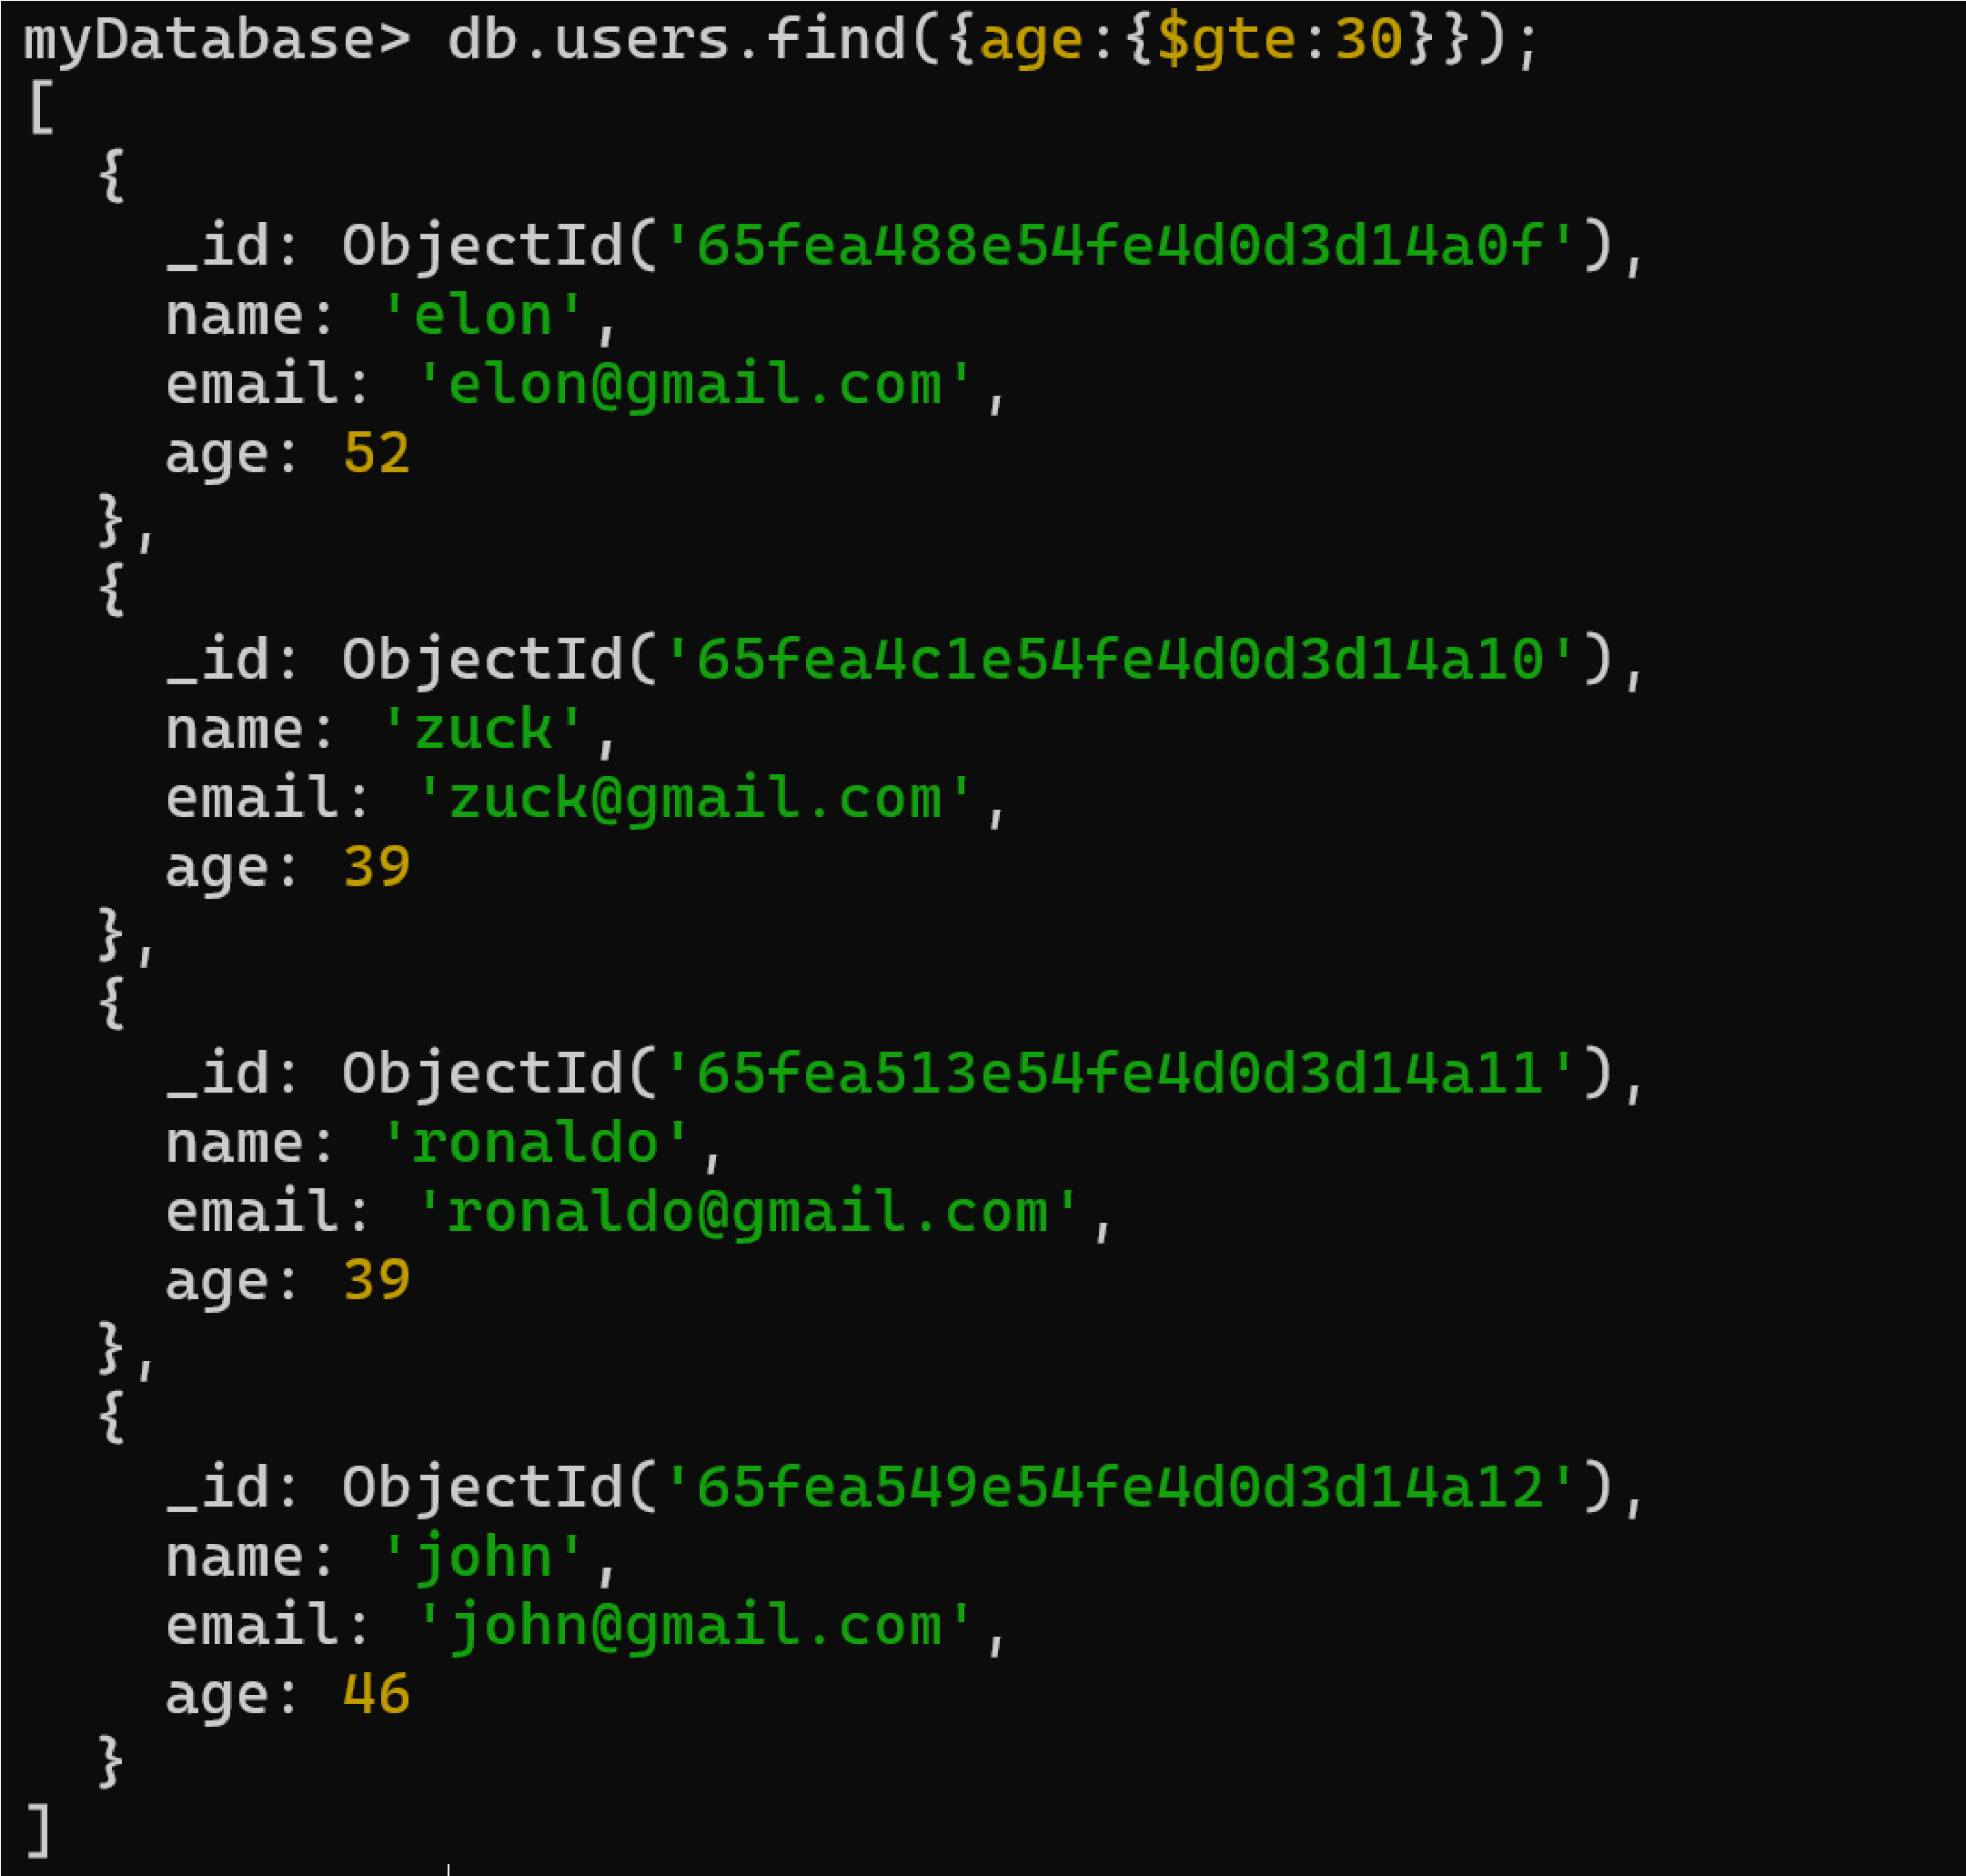 myDatabase> db.users.find({age:{$gte:30}});
[
  {
    _id: ObjectId('65fea488e54fe4d0d3d14a0f'),
    name: 'elon',
    email: 'elon@gmail.com',
    age: 52
  },
  {
    _id: ObjectId('65fea4c1e54fe4d0d3d14a10'),
    name: 'zuck',
    email: 'zuck@gmail.com',
    age: 39
  },
  {
    _id: ObjectId('65fea513e54fe4d0d3d14a11'),
    name: 'ronaldo',
    email: 'ronaldo@gmail.com',
    age: 39
  },
  {
    _id: ObjectId('65fea549e54fe4d0d3d14a12'),
    name: 'john',
    email: 'john@gmail.com',
    age: 46
  }
]